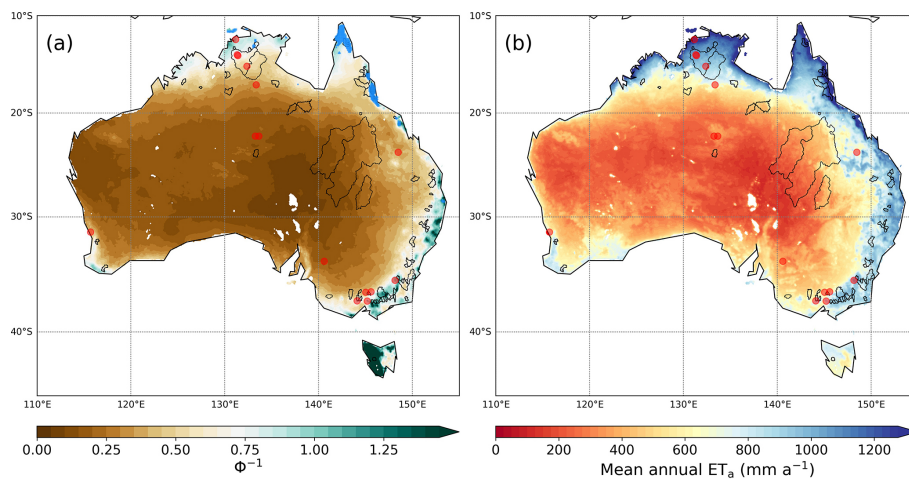 10°S
20°S
30°S
40°S
(a)
110°E 120°E 130°E 140°E 150°E
0.00 0.25 0.50 0.75 1.00 1.25
Φ⁻¹
10°S
20°S
30°S
40°S
(b)
110°E 120°E 130°E 140°E 150°E
0 200 400 600 800 1000 1200
Mean annual ETₐ (mm a⁻¹)